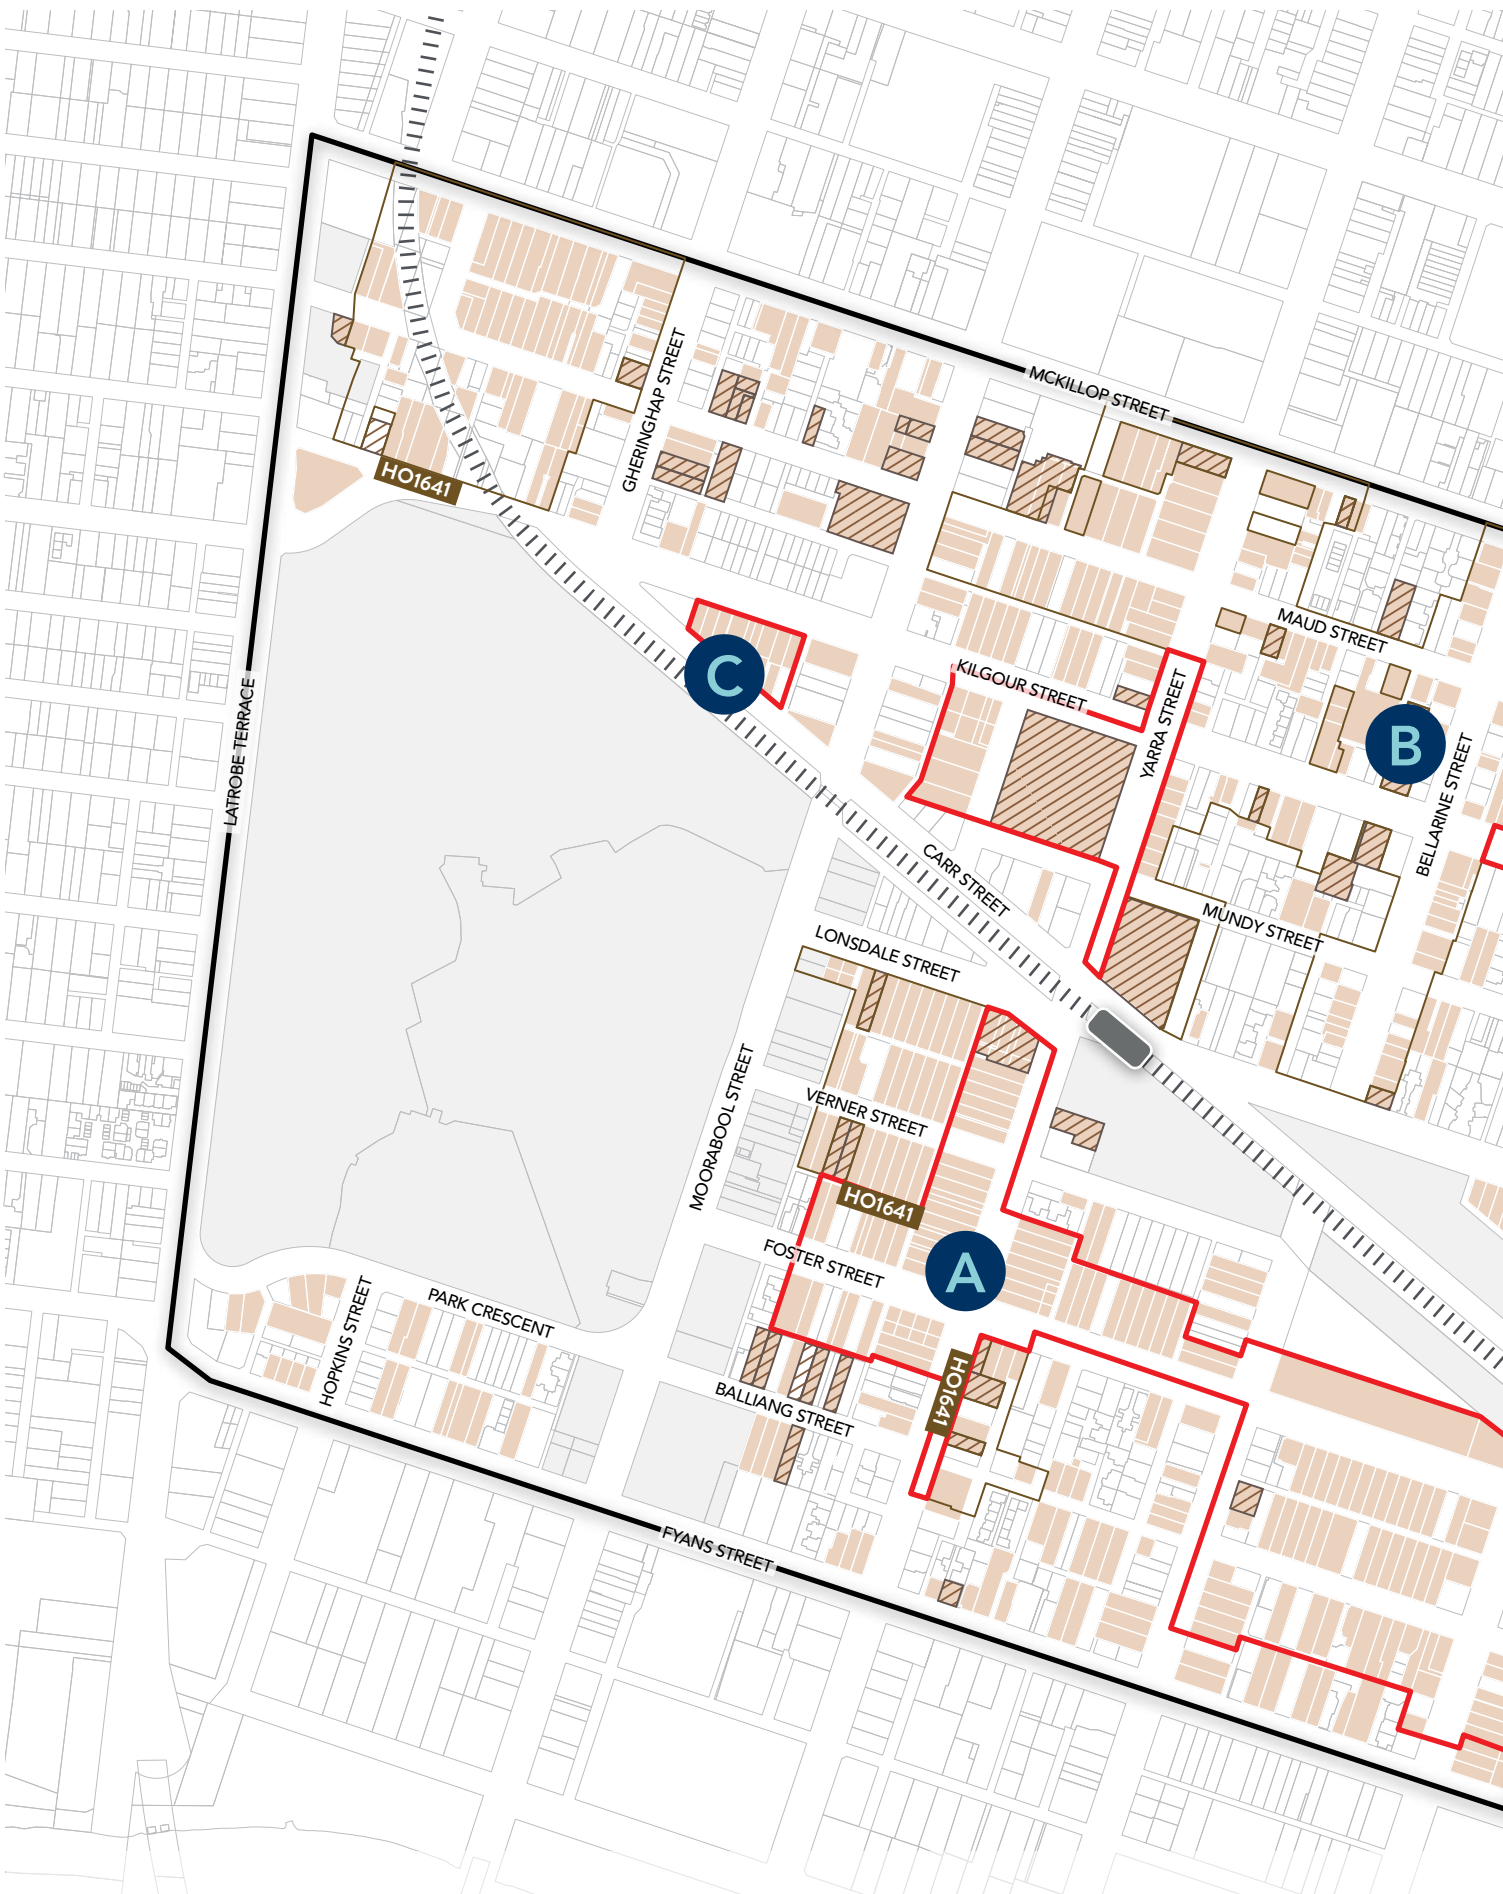 MCKILLOP STREET
GHERINGHAP STREET
HO1641
MAUD STREET
KILGOUR STREET
YARRA STREET
C
B
LATROBE TERRACE
BELLARINE STREET
CARR STREET
MUNDY STREET
LONSDALE STREET
MOORABOOL STREET
VERNER STREET
HO1641
FOSTER STREET
A
HOPKINS STREET
PARK CRESCENT
HO1641
BALLIANG STREET
FYANS STREET